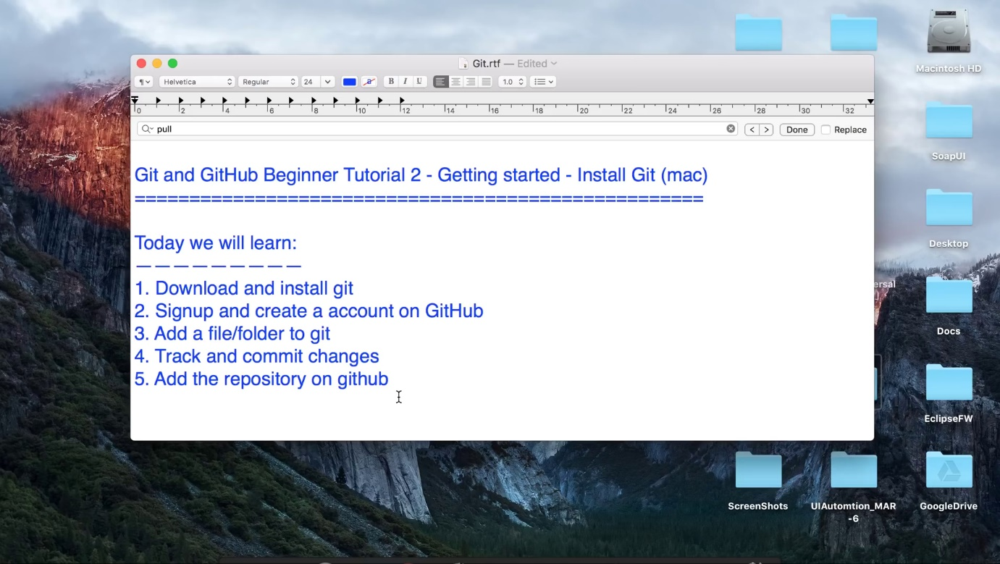 Git.rtf — Edited
Macintosh HD
Helvetica
Regular
24
B I U
1.0
0 2 4 6 8 10 12 14 16 18 20 22 24 26 28 30 32
pull
< >
Done
Replace
SoapUI
Git and GitHub Beginner Tutorial 2 - Getting started - Install Git (mac)
====================================================
Today we will learn:
— — — — — — — — —
Desktop
1. Download and install git
ersal
2. Signup and create a account on GitHub
3. Add a file/folder to git
Docs
4. Track and commit changes
5. Add the repository on github
EclipseFW
ScreenShots
UIAutomtion_MAR
-6
GoogleDrive